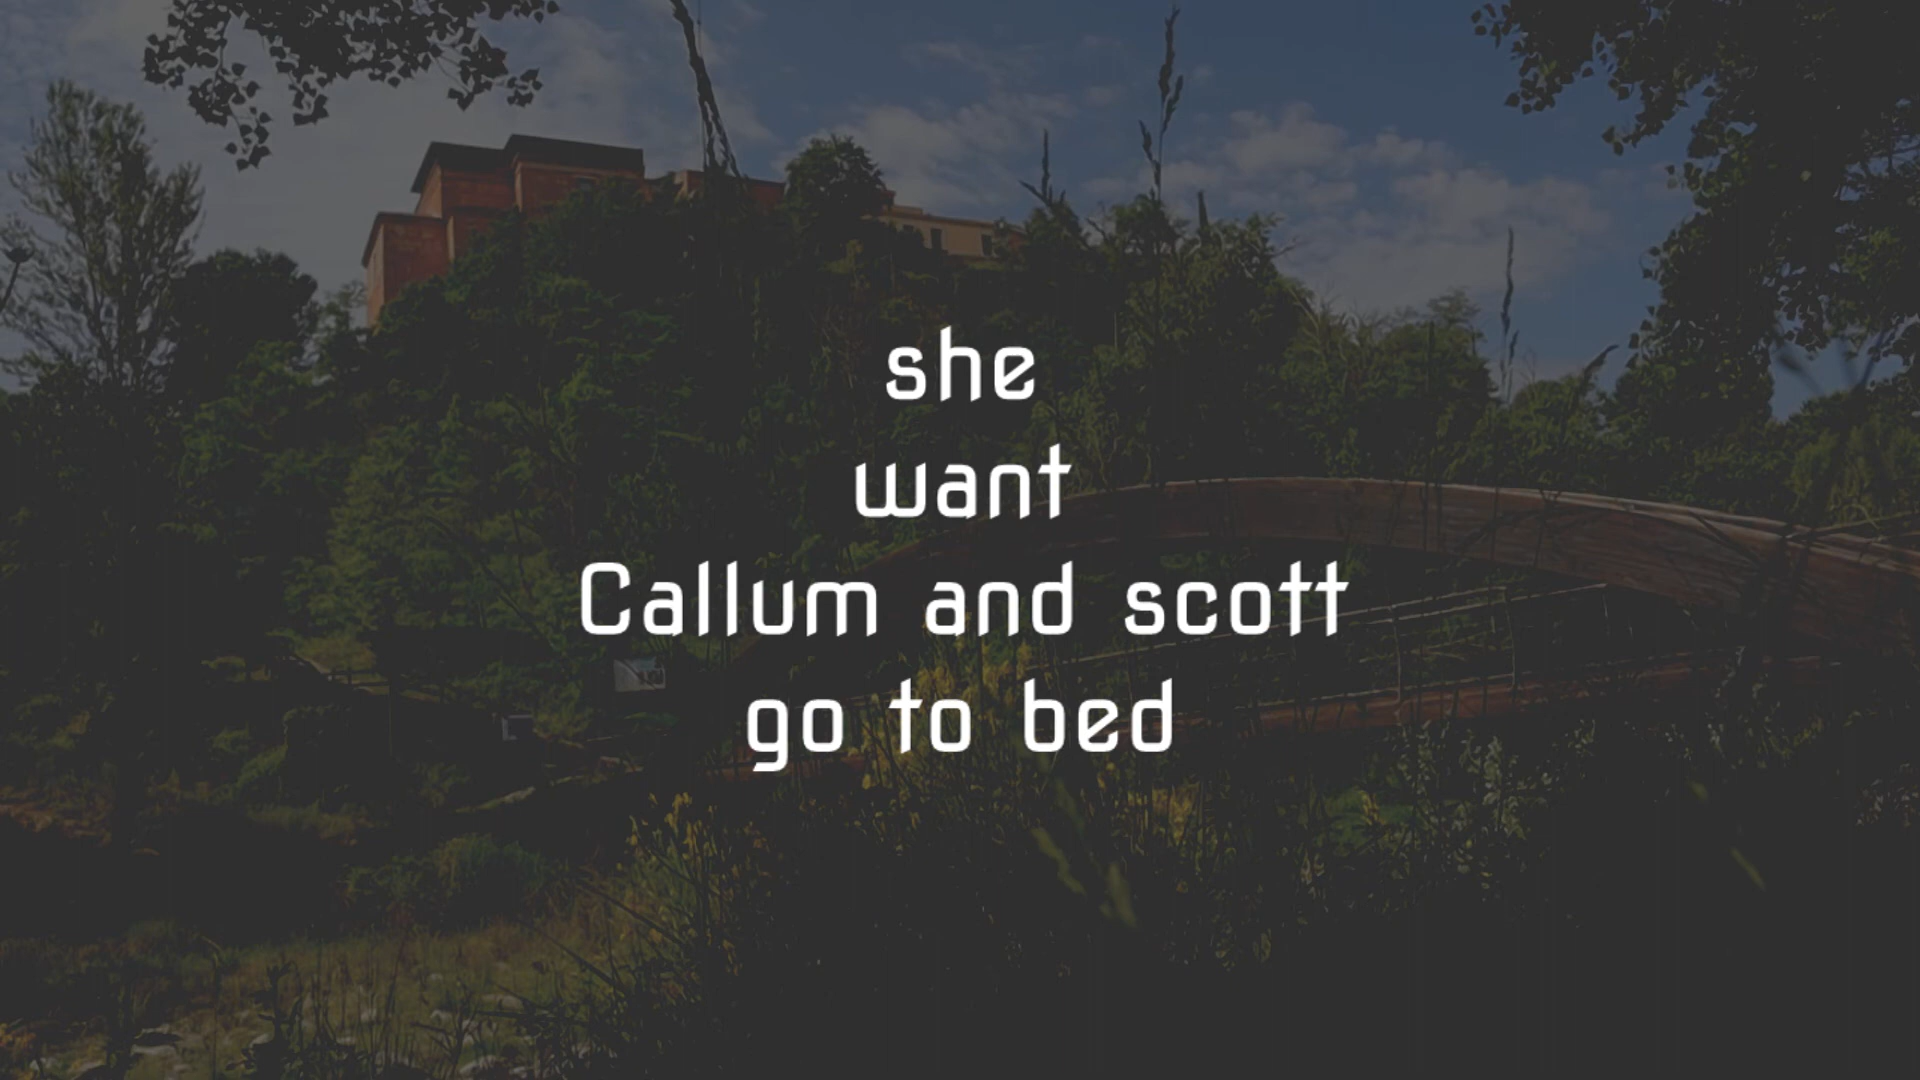 she
want
Callum and scott
go to bed